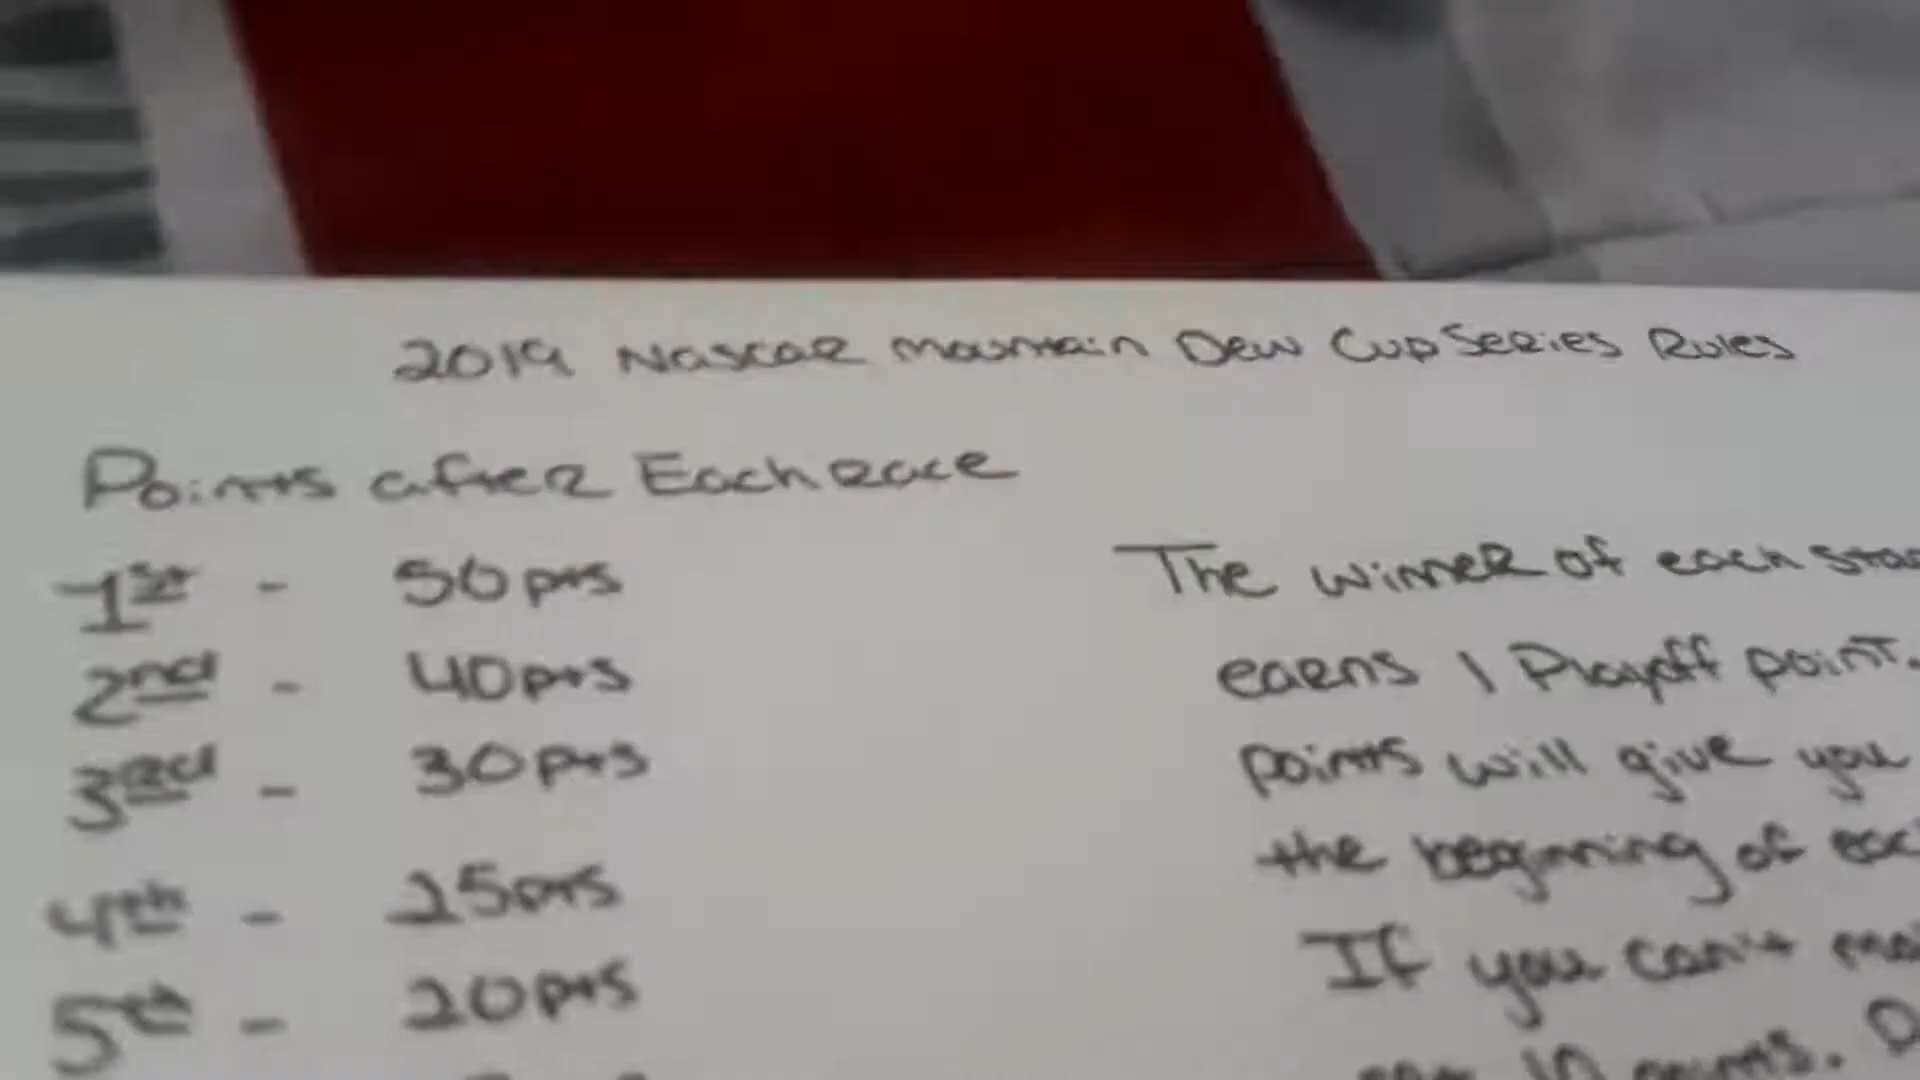 2019 Nascar Mountain Dew Cup Series Rules
Points after Each race
1st - 50 pts
2nd - 40 pts
3rd - 30 pts
4th - 25 pts
5th - 20 pts
The winner of each
earns 1 Playoff point.
points will give you
the beginning of
If you can't
10 points.